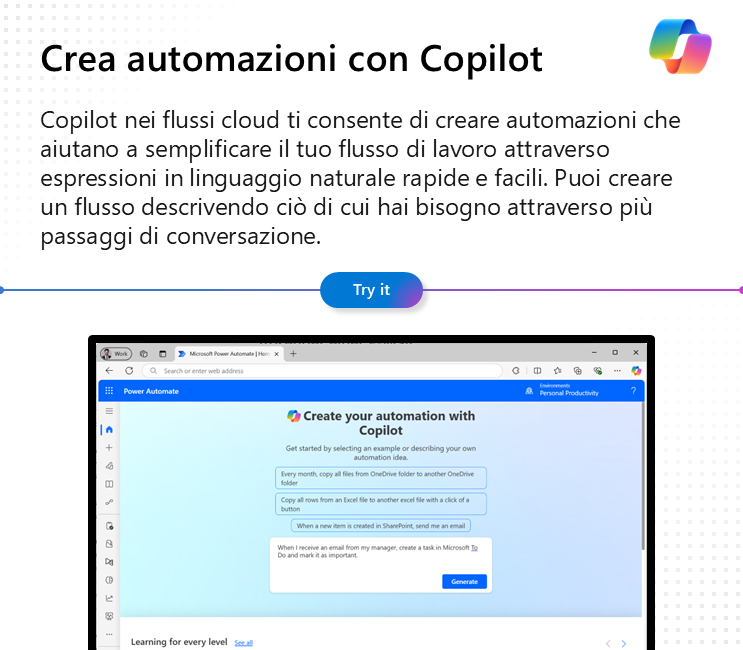 Crea automazioni con Copilot
Copilot nei flussi cloud ti consente di creare automazioni che
aiutano a semplificare il tuo flusso di lavoro attraverso
espressioni in linguaggio naturale rapide e facili. Puoi creare
un flusso descrivendo ciò di cui hai bisogno attraverso più
passaggi di conversazione.
Try it
Work
Microsoft Power Automate | Hom
Search or enter web address
Power Automate
Environments
Personal Productivity
?
Create your automation with
Copilot
Get started by selecting an example or describing your own
automation idea.
Every month, copy all files from OneDrive folder to another OneDrive
folder
Copy all rows from an Excel file to another excel file with a click of a
button
When a new item is created in SharePoint, send me an email
When I receive an email from my manager, create a task in Microsoft To
Do and mark it as important.
Generate
Learning for every level
See all